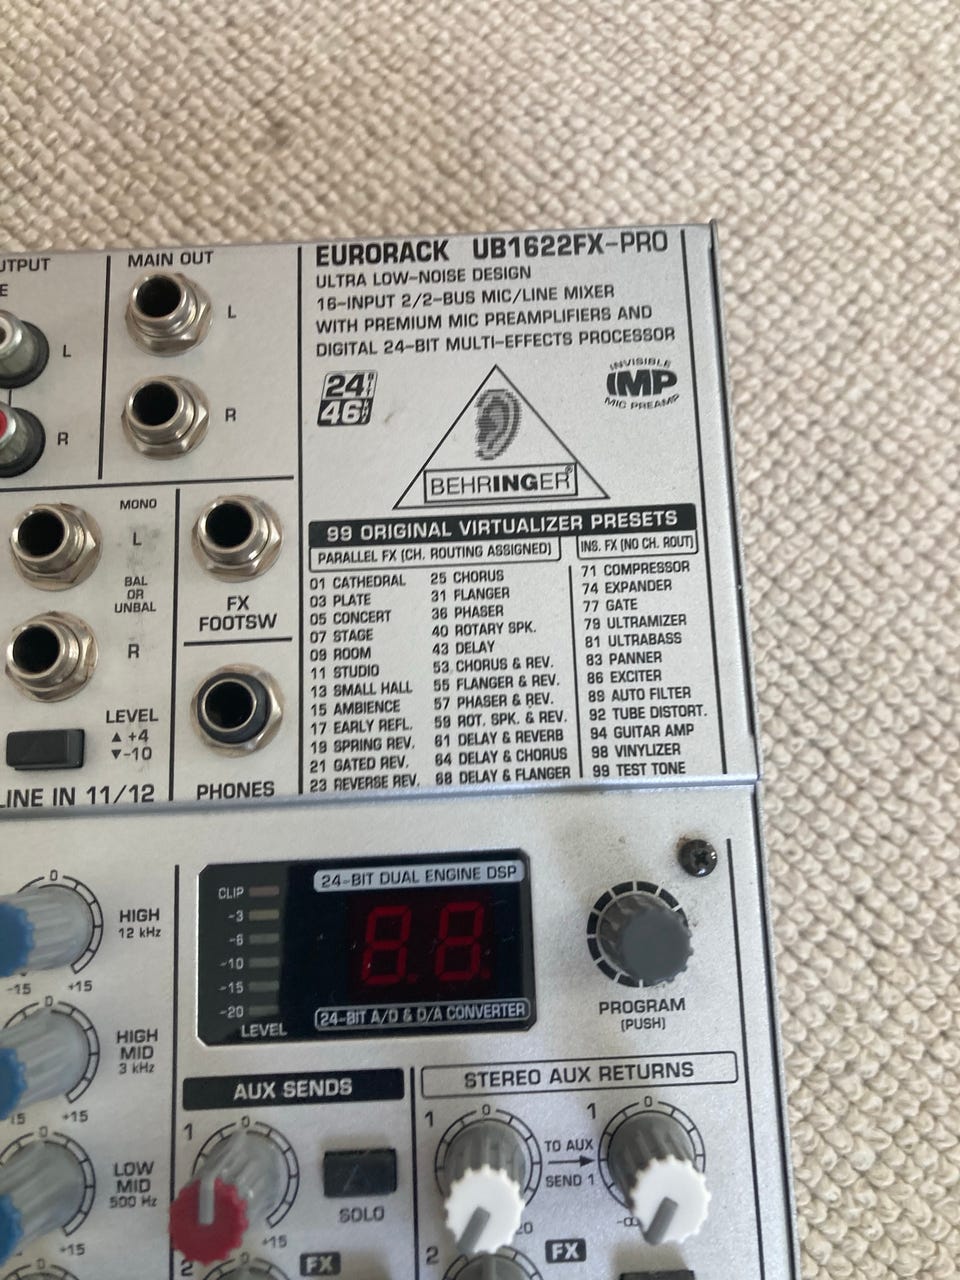 UTPUT
E
L
R
MAIN OUT
L
R
EURORACK UB1622FX-PRO
ULTRA LOW-NOISE DESIGN
16-INPUT 2/2-BUS MIC/LINE MIXER
WITH PREMIUM MIC PREAMPLIFIERS AND
DIGITAL 24-BIT MULTI-EFFECTS PROCESSOR
24 BIT
46 kHz
INVISIBLE
IMP
MIC PREAMP
BEHRINGER®
MONO
L
BAL
OR
UNBAL
R
LEVEL
▲ +4
▼-10
LINE IN 11/12
FX
FOOTSW
PHONES
99 ORIGINAL VIRTUALIZER PRESETS
PARALLEL FX (CH. ROUTING ASSIGNED)
INS. FX (NO CH. ROUT)
01 CATHEDRAL
03 PLATE
05 CONCERT
07 STAGE
09 ROOM
11 STUDIO
13 SMALL HALL
15 AMBIENCE
17 EARLY REFL.
19 SPRING REV.
21 GATED REV.
23 REVERSE REV.
25 CHORUS
31 FLANGER
36 PHASER
40 ROTARY SPK.
43 DELAY
53 CHORUS & REV.
55 FLANGER & REV.
57 PHASER & REV.
59 ROT. SPK. & REV.
61 DELAY & REVERB
64 DELAY & CHORUS
68 DELAY & FLANGER
71 COMPRESSOR
74 EXPANDER
77 GATE
79 ULTRAMIZER
81 ULTRABASS
83 PANNER
86 EXCITER
89 AUTO FILTER
92 TUBE DISTORT.
94 GUITAR AMP
98 VINYLIZER
99 TEST TONE
0
HIGH
12 kHz
-15 +15
0
HIGH
MID
3 kHz
15 +15
0
LOW
MID
500 Hz
+15
CLIP
-3
-6
-10
-15
-20
LEVEL
24-BIT DUAL ENGINE DSP
8.8.
24-BIT A/D & D/A CONVERTER
PROGRAM
(PUSH)
AUX SENDS
1
0
+15
SOLO
2
FX
STEREO AUX RETURNS
1
0
+20
TO AUX
SEND 1
1
0
-∞
2
FX